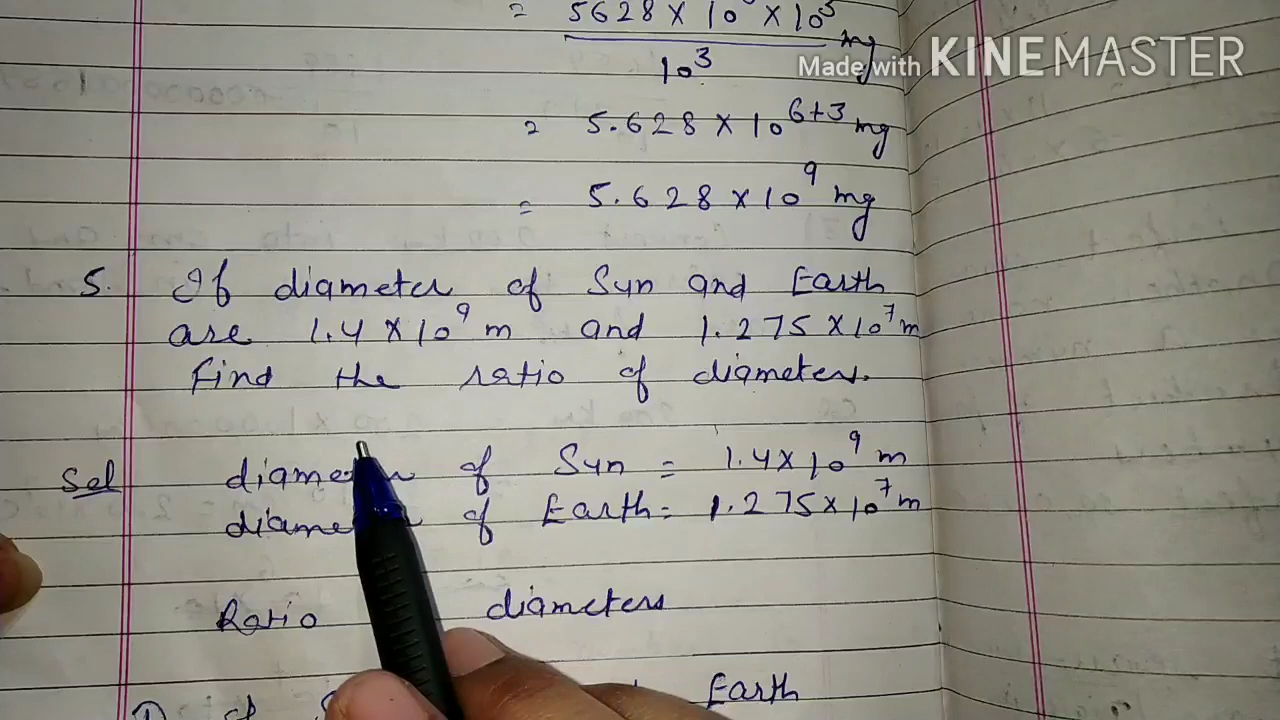 = 5628 × 10 × 10
10³ mg
Made with KINEMASTER
= 5.628 × 10⁶⁺³ mg
= 5.628 × 10⁹ mg
5. If diameter of Sun and Earth
are 1.4 × 10⁹ m and 1.275 × 10⁷ m
Find the ratio of diameters.
Sol diameter of Sun = 1.4 × 10⁹ m
of Earth = 1.275 × 10⁷ m
Ratio diameters
of Earth